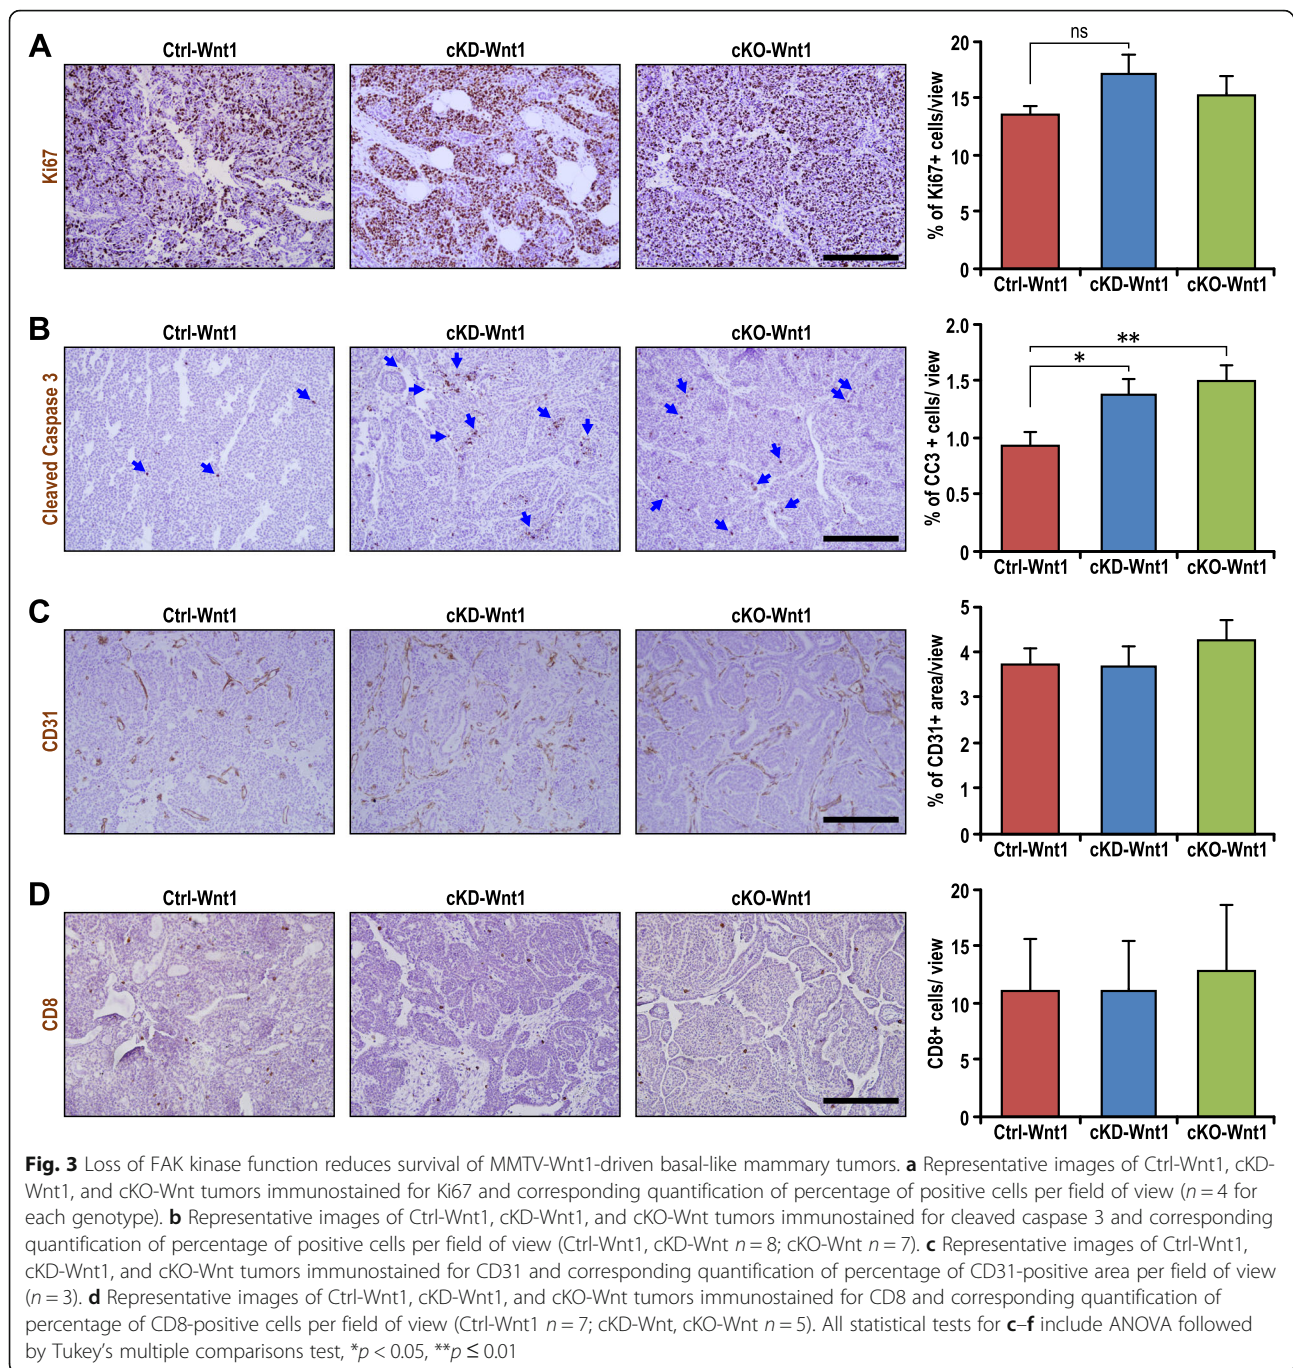 A
Ctrl-Wnt1 cKD-Wnt1 cKO-Wnt1
Ki67
% of Ki67+ cells/view
20
15
10
5
0
ns
Ctrl-Wnt1 cKD-Wnt1 cKO-Wnt1
B
Ctrl-Wnt1 cKD-Wnt1 cKO-Wnt1
Cleaved Caspase 3
% of CC3 + cells/ view
2.0
1.5
1.0
0.5
0
**
*
Ctrl-Wnt1 cKD-Wnt1 cKO-Wnt1
C
Ctrl-Wnt1 cKD-Wnt1 cKO-Wnt1
CD31
% of CD31+ area/view
5
4
3
2
1
0
Ctrl-Wnt1 cKD-Wnt1 cKO-Wnt1
D
Ctrl-Wnt1 cKD-Wnt1 cKO-Wnt1
CD8
CD8+ cells/ view
20
15
10
5
0
Ctrl-Wnt1 cKD-Wnt1 cKO-Wnt1
Fig. 3 Loss of FAK kinase function reduces survival of MMTV-Wnt1-driven basal-like mammary tumors. a Representative images of Ctrl-Wnt1, cKD-
Wnt1, and cKO-Wnt tumors immunostained for Ki67 and corresponding quantification of percentage of positive cells per field of view (n = 4 for
each genotype). b Representative images of Ctrl-Wnt1, cKD-Wnt1, and cKO-Wnt tumors immunostained for cleaved caspase 3 and corresponding
quantification of percentage of positive cells per field of view (Ctrl-Wnt1, cKD-Wnt n = 8; cKO-Wnt n = 7). c Representative images of Ctrl-Wnt1,
cKD-Wnt1, and cKO-Wnt tumors immunostained for CD31 and corresponding quantification of percentage of CD31-positive area per field of view
(n = 3). d Representative images of Ctrl-Wnt1, cKD-Wnt1, and cKO-Wnt tumors immunostained for CD8 and corresponding quantification of
percentage of CD8-positive cells per field of view (Ctrl-Wnt1 n = 7; cKD-Wnt, cKO-Wnt n = 5). All statistical tests for c–f include ANOVA followed
by Tukey's multiple comparisons test, *p < 0.05, **p ≤ 0.01